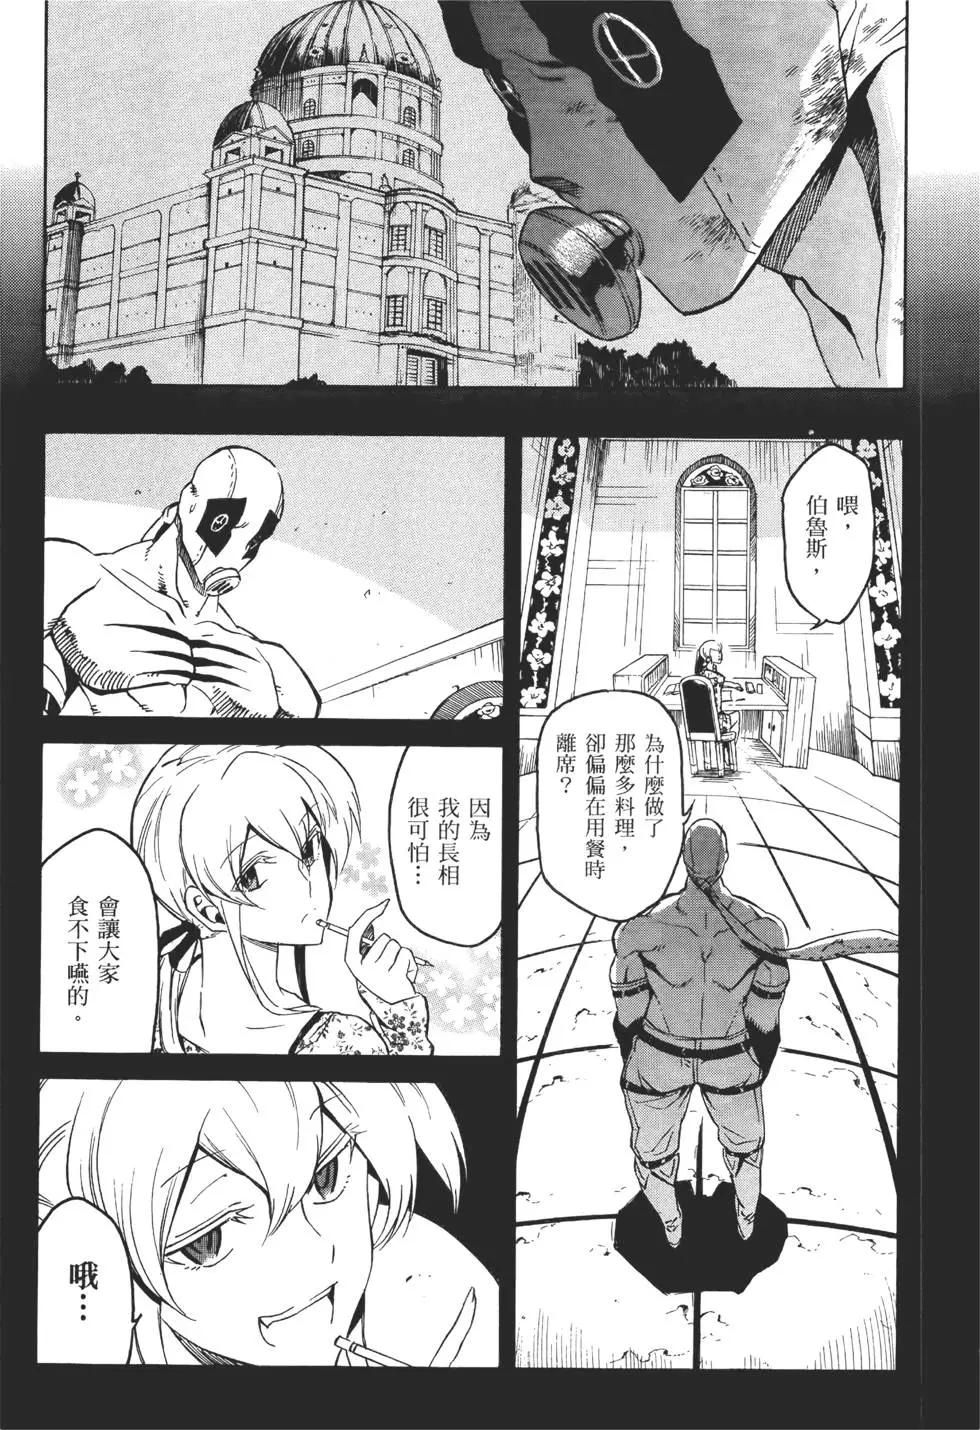 喂，
伯魯斯，
為什麼做了
那麼多料理，
卻偏偏在用餐時
離席？
因為
我的長相
很可怕…
會讓大家
食不下嚥的。
哦…